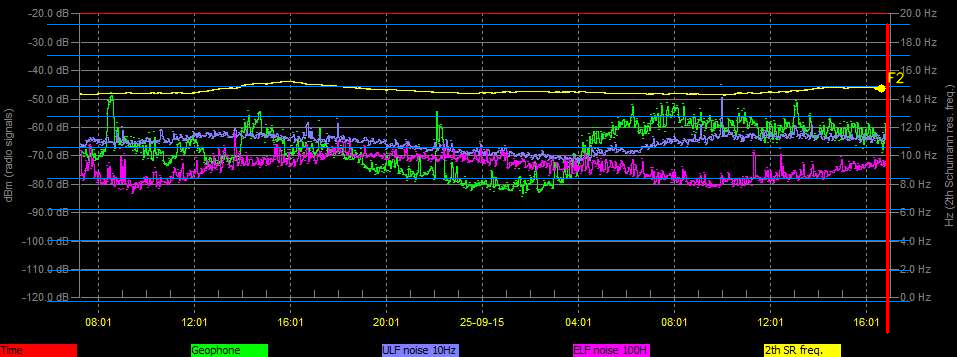 -20.0 dB 20.0 Hz
-30.0 dB 18.0 Hz
-40.0 dB 16.0 Hz
F2
-50.0 dB 14.0 Hz
-60.0 dB 12.0 Hz
-70.0 dB 10.0 Hz
-80.0 dB 8.0 Hz
-90.0 dB 6.0 Hz
-100.0 dB 4.0 Hz
-110.0 dB 2.0 Hz
-120.0 dB 0.0 Hz
dBm (radio signals)
Hz (2th Schumann res. freq.)
08:01 12:01 16:01 20:01 25-09-15 04:01 08:01 12:01 16:01
Time Geophone ULF noise 10Hz ELF noise 100H 2th SR freq.